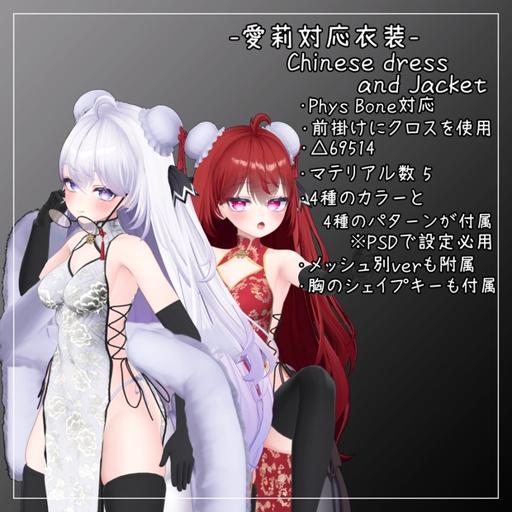 -愛莉対応衣装-
Chinese dress
and Jacket
・Phys Bone対応
・前掛けにクロスを使用
・△69514
・マテリアル数 5
・4種のカラーと
4種のパターンが付属
※PSDで設定必用
・メッシュ別verも附属
・胸のシェイプキーも付属